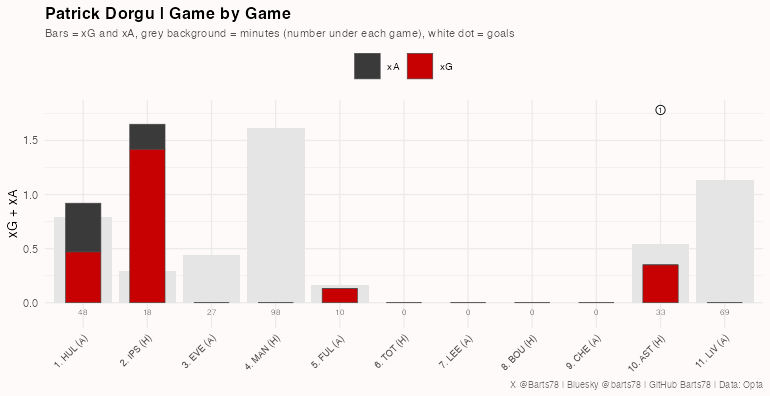 Patrick Dorgu | Game by Game
Bars = xG and xA, grey background = minutes (number under each game), white dot = goals
xA xG
1
1.5
1.0
0.5
0.0
xG + xA
48 18 27 98 10 0 0 0 0 33 69
1. HUL (A) 2. IPS (H) 3. EVE (A) 4. MAN (H) 5. FUL (A) 6. TOT (H) 7. LEE (A) 8. BOU (H) 9. CHE (A) 10. AST (H) 11. LIV (A)
X @Barts78 | Bluesky @barts78 | GitHub Barts78 | Data: Opta